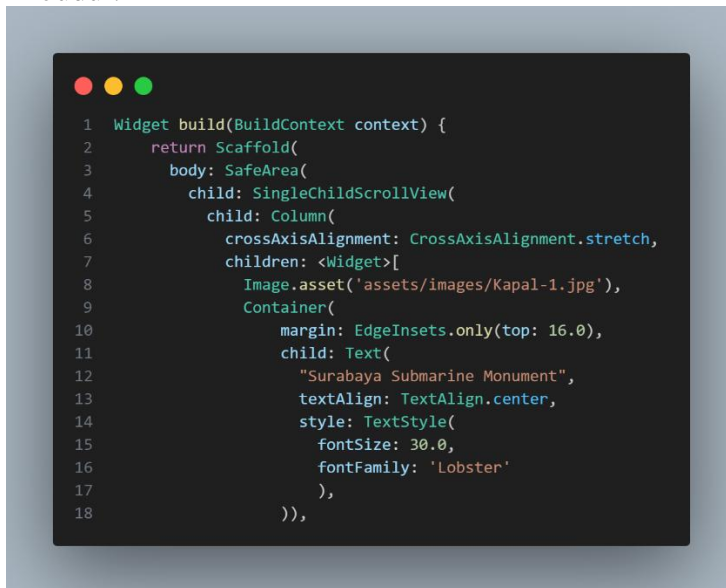 1 Widget build(BuildContext context) {
2 return Scaffold(
3 body: SafeArea(
4 child: SingleChildScrollView(
5 child: Column(
6 crossAxisAlignment: CrossAxisAlignment.stretch,
7 children: <Widget>[
8 Image.asset('assets/images/Kapal-1.jpg'),
9 Container(
10 margin: EdgeInsets.only(top: 16.0),
11 child: Text(
12 "Surabaya Submarine Monument",
13 textAlign: TextAlign.center,
14 style: TextStyle(
15 fontSize: 30.0,
16 fontFamily: 'Lobster'
17 ),
18 )),